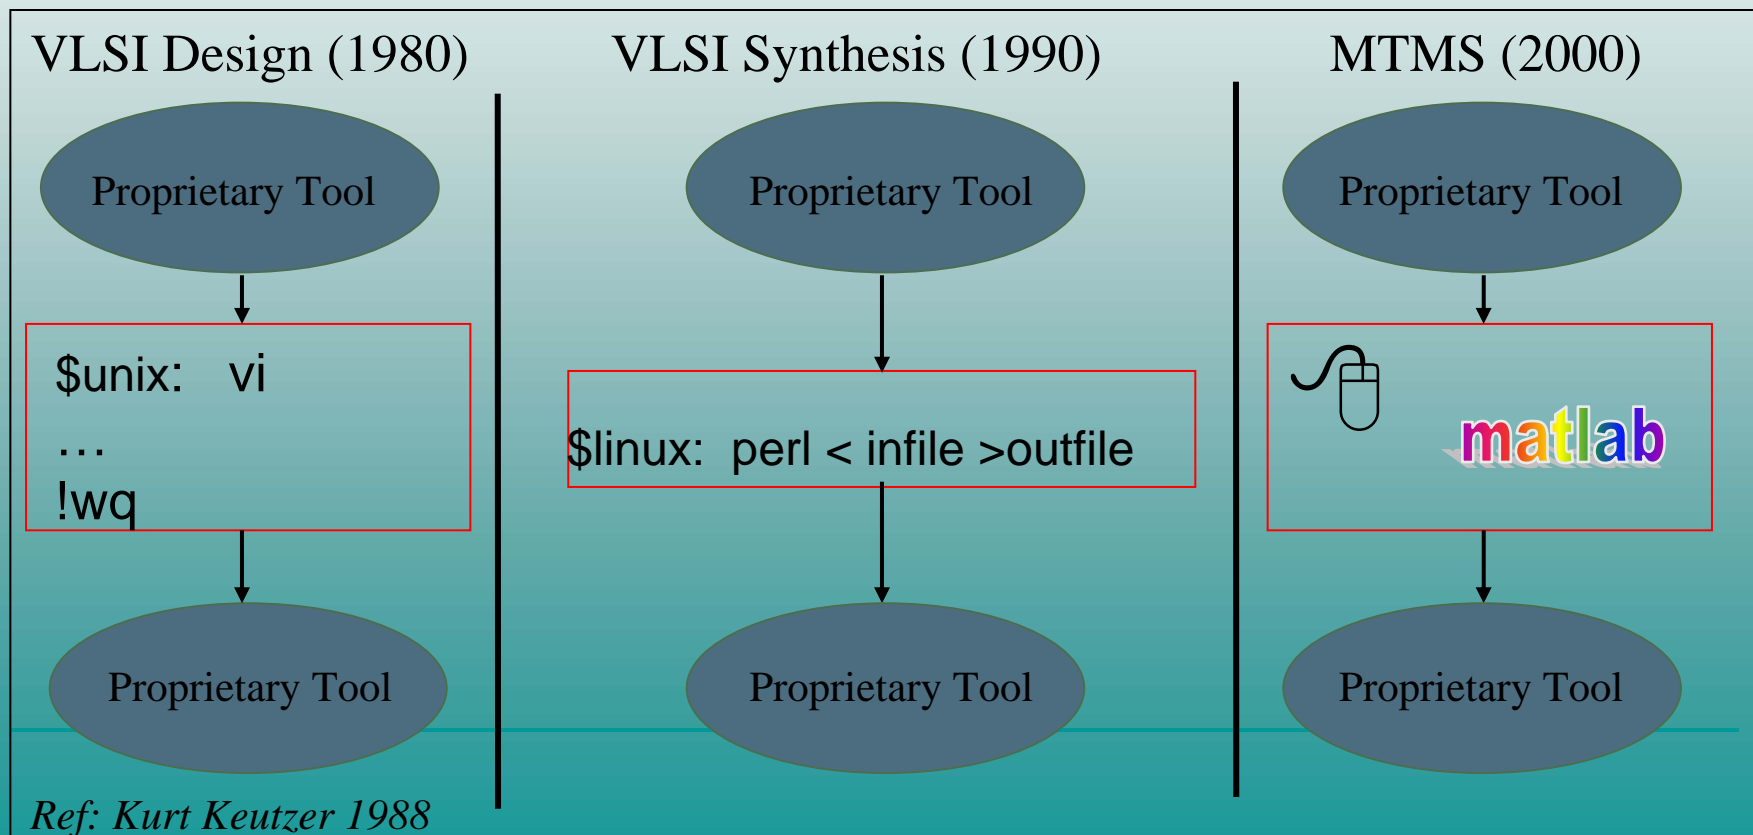 VLSI Design (1980)
Proprietary Tool
$unix: vi
…
!wq
Proprietary Tool
VLSI Synthesis (1990)
Proprietary Tool
$linux: perl < infile >outfile
Proprietary Tool
MTMS (2000)
Proprietary Tool
matlab
Proprietary Tool
Ref: Kurt Keutzer 1988